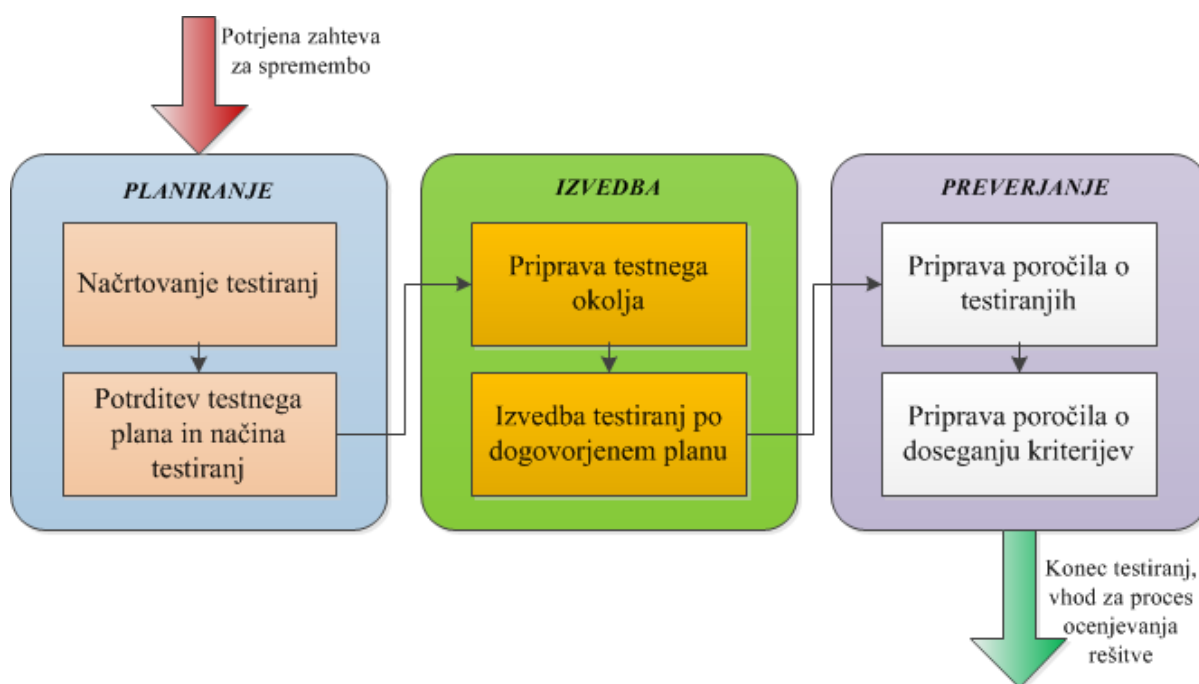 Potrjena zahteva
za spremembo
PLANIRANJE
Načrtovanje testiranj
Potrditev testnega
plana in načina
testiranj
IZVEDBA
Priprava testnega
okolja
Izvedba testiranj po
dogovorjenem planu
PREVERJANJE
Priprava poročila o
testiranjih
Priprava poročila o
doseganju kriterijev
Konec testiranj,
vhod za proces
ocenjevanja
rešitve